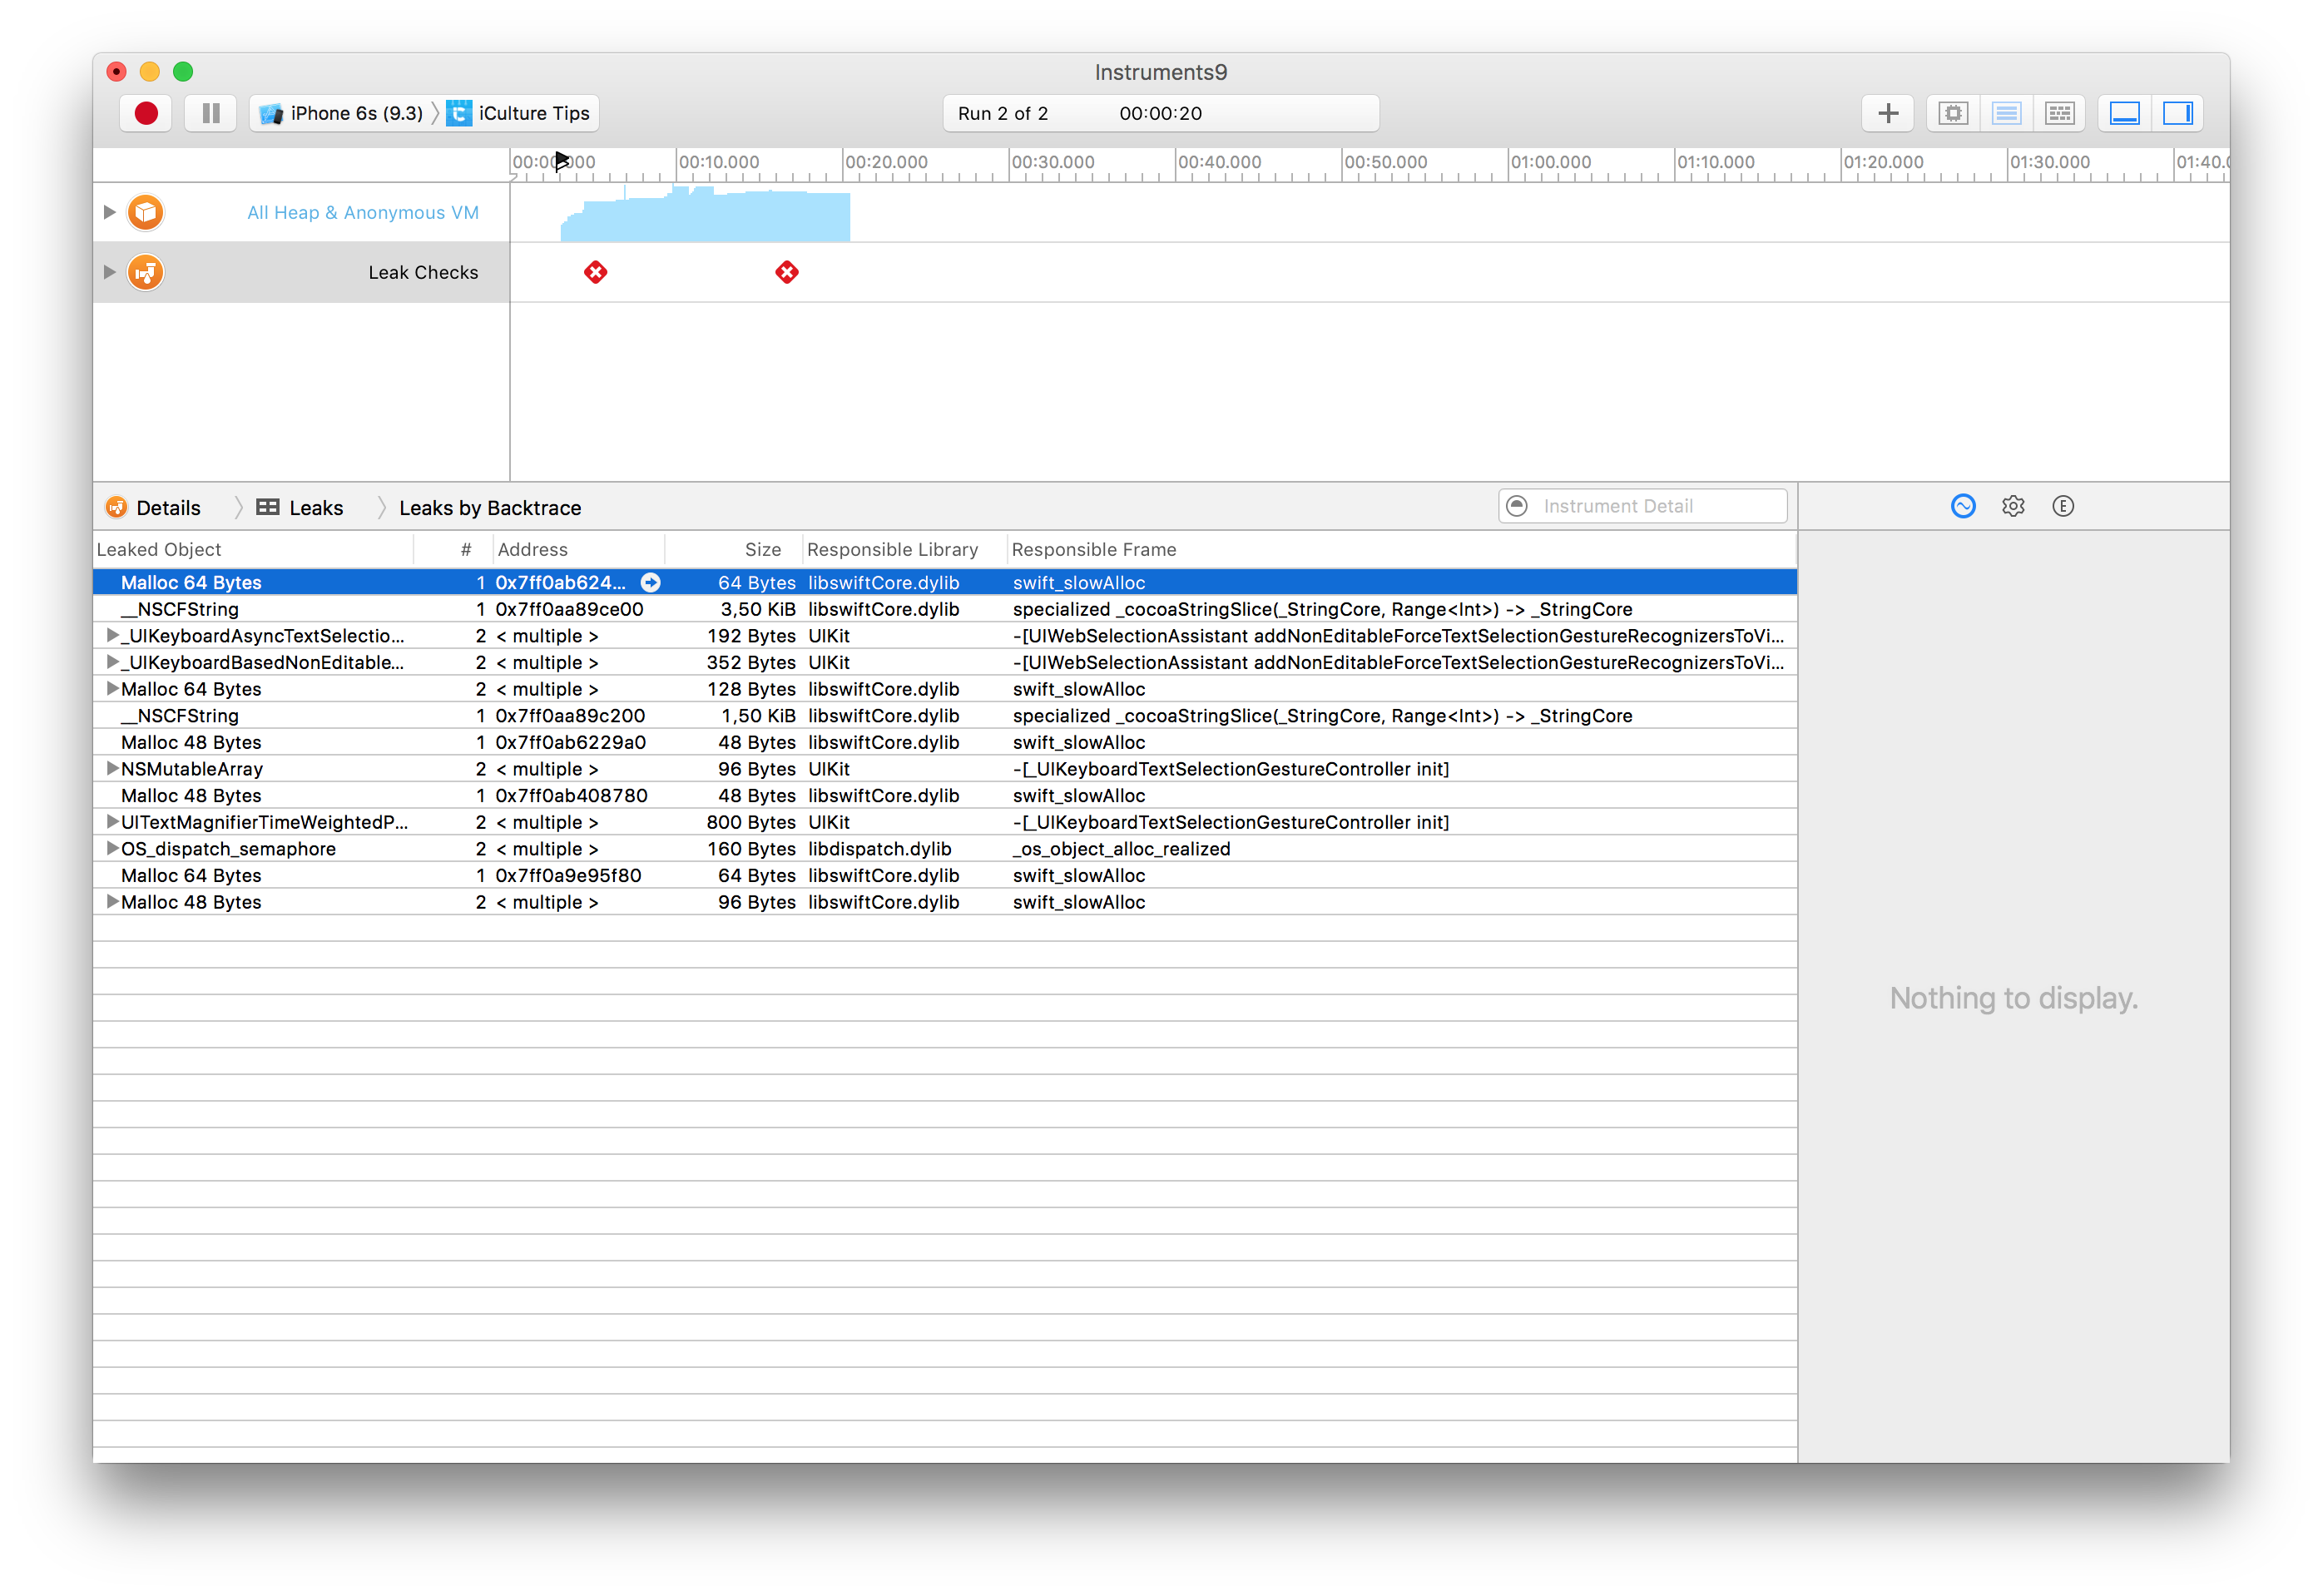 Instruments9
iPhone 6s (9.3) iCulture Tips Run 2 of 2 00:00:20
00:10.000 00:20.000 00:30.000 00:40.000 00:50.000 01:00.000 01:10.000 01:20.000 01:30.000
All Heap & Anonymous VM
Leak Checks
Details Leaks Leaks by Backtrace Instrument Detail
Leaked Object # Address Size Responsible Library Responsible Frame
Malloc 64 Bytes 1 0x7ff0ab624... 64 Bytes libswiftCore.dylib swift_slowAlloc
__NSCFString 1 0x7ff0aa89ce00 3,50 KiB libswiftCore.dylib specialized _cocoaStringSlice(_StringCore, Range<Int>) -> _StringCore
_UIKeyboardAsyncTextSelectio... 2 < multiple > 192 Bytes UIKit -[UIWebSelectionAssistant addNonEditableForceTextSelectionGestureRecognizersToVi...
_UIKeyboardBasedNonEditable... 2 < multiple > 352 Bytes UIKit -[UIWebSelectionAssistant addNonEditableForceTextSelectionGestureRecognizersToVi...
Malloc 64 Bytes 2 < multiple > 128 Bytes libswiftCore.dylib swift_slowAlloc
__NSCFString 1 0x7ff0aa89c200 1,50 KiB libswiftCore.dylib specialized _cocoaStringSlice(_StringCore, Range<Int>) -> _StringCore
Malloc 48 Bytes 1 0x7ff0ab6229a0 48 Bytes libswiftCore.dylib swift_slowAlloc
NSMutableArray 2 < multiple > 96 Bytes UIKit -[_UIKeyboardTextSelectionGestureController init]
Malloc 48 Bytes 1 0x7ff0ab408780 48 Bytes libswiftCore.dylib swift_slowAlloc
UITextMagnifierTimeWeightedP... 2 < multiple > 800 Bytes UIKit -[_UIKeyboardTextSelectionGestureController init]
OS_dispatch_semaphore 2 < multiple > 160 Bytes libdispatch.dylib _os_object_alloc_realized
Malloc 64 Bytes 1 0x7ff0a9e95f80 64 Bytes libswiftCore.dylib swift_slowAlloc
Malloc 48 Bytes 2 < multiple > 96 Bytes libswiftCore.dylib swift_slowAlloc
E
Nothing to display.